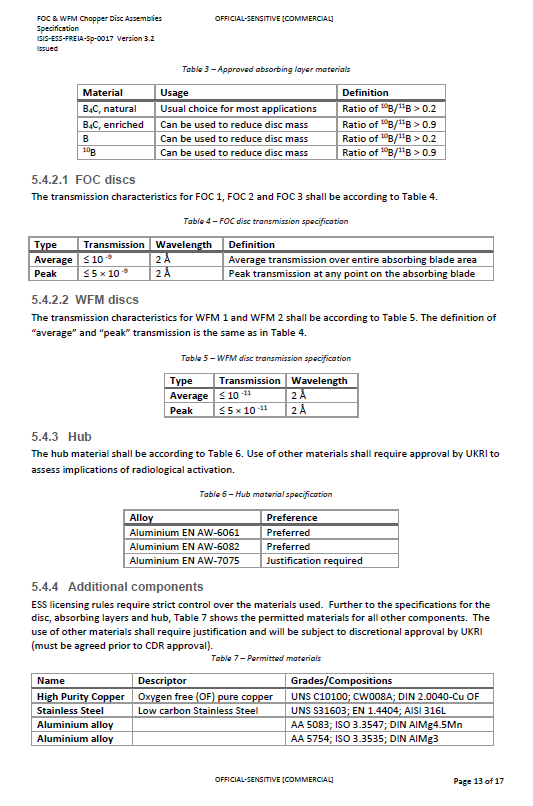 FOC & WFM Chopper Disc Assemblies OFFICIAL-SENSITIVE [COMMERCIAL]
Specification
ISIS-ESS-FREIA-Sp-0017 Version 3.2
Issued
Table 3 – Approved absorbing layer materials
Material Usage Definition
B₄C, natural Usual choice for most applications Ratio of ¹⁰B/¹¹B > 0.2
B₄C, enriched Can be used to reduce disc mass Ratio of ¹⁰B/¹¹B > 0.9
B Can be used to reduce disc mass Ratio of ¹⁰B/¹¹B > 0.2
¹⁰B Can be used to reduce disc mass Ratio of ¹⁰B/¹¹B > 0.9
5.4.2.1 FOC discs
The transmission characteristics for FOC 1, FOC 2 and FOC 3 shall be according to Table 4.
Table 4 – FOC disc transmission specification
Type Transmission Wavelength Definition
Average ≤ 10 ⁻⁹ 2 Å Average transmission over entire absorbing blade area
Peak ≤ 5 × 10 ⁻⁹ 2 Å Peak transmission at any point on the absorbing blade
5.4.2.2 WFM discs
The transmission characteristics for WFM 1 and WFM 2 shall be according to Table 5. The definition of
“average” and “peak” transmission is the same as in Table 4.
Table 5 – WFM disc transmission specification
Type Transmission Wavelength
Average ≤ 10 ⁻¹¹ 2 Å
Peak ≤ 5 × 10 ⁻¹¹ 2 Å
5.4.3 Hub
The hub material shall be according to Table 6. Use of other materials shall require approval by UKRI to
assess implications of radiological activation.
Table 6 – Hub material specification
Alloy Preference
Aluminium EN AW-6061 Preferred
Aluminium EN AW-6082 Preferred
Aluminium EN AW-7075 Justification required
5.4.4 Additional components
ESS licensing rules require strict control over the materials used. Further to the specifications for the
disc, absorbing layers and hub, Table 7 shows the permitted materials for all other components. The
use of other materials shall require justification and will be subject to discretional approval by UKRI
(must be agreed prior to CDR approval).
Table 7 – Permitted materials
Name Descriptor Grades/Compositions
High Purity Copper Oxygen free (OF) pure copper UNS C10100; CW008A; DIN 2.0040-Cu OF
Stainless Steel Low carbon Stainless Steel UNS S31603; EN 1.4404; AISI 316L
Aluminium alloy AA 5083; ISO 3.3547; DIN AlMg4.5Mn
Aluminium alloy AA 5754; ISO 3.3535; DIN AlMg3
OFFICIAL-SENSITIVE [COMMERCIAL] Page 13 of 17